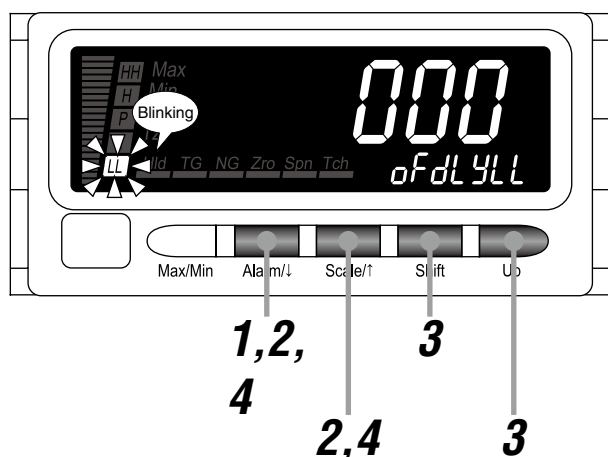 HH Max
000
H Min
Blinking
P
LL Hld TG NG Zro Spn Tch
oFdLYLL
Max/Min Alarm/↓ Scale/↑ Shift Up
1,2, 3
4
2,4 3